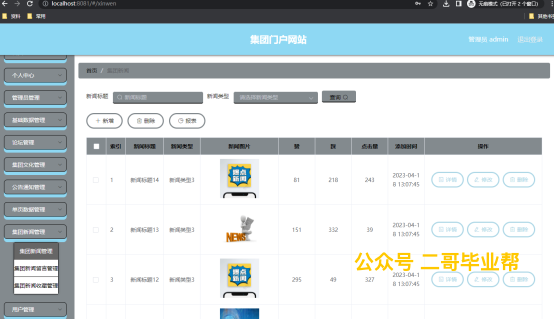 localhost:8081/#/xinwen
无痕模式 (已打开 2 个窗口)
资料 常用 其他书签
集团门户网站
管理员 admin 退出登录
个人中心
管理员管理
基础数据管理
论坛管理
集团文化管理
公告通知管理
集团新闻管理
集团新闻管理
集团新闻留言管理
集团新闻收藏管理
用户管理
首页 / 集团新闻
新闻标题 新闻标题 新闻类型 请选择新闻类型 查询
+ 新增 删除 报表
索引 新闻标题 新闻类型 新闻图片 赞 踩 点击量 添加时间 操作
1 新闻标题14 新闻类型3 热点新闻 81 218 243 2023-04-1 8 13:07:45 详情 修改 删除
2 新闻标题13 新闻类型3 NEWS 151 332 39 2023-04-1 8 13:07:45 详情 修改 删除
3 新闻标题12 新闻类型3 热点新闻 295 49 327 2023-04-1 8 13:07:45 详情 修改 删除
公众号 二哥毕业帮